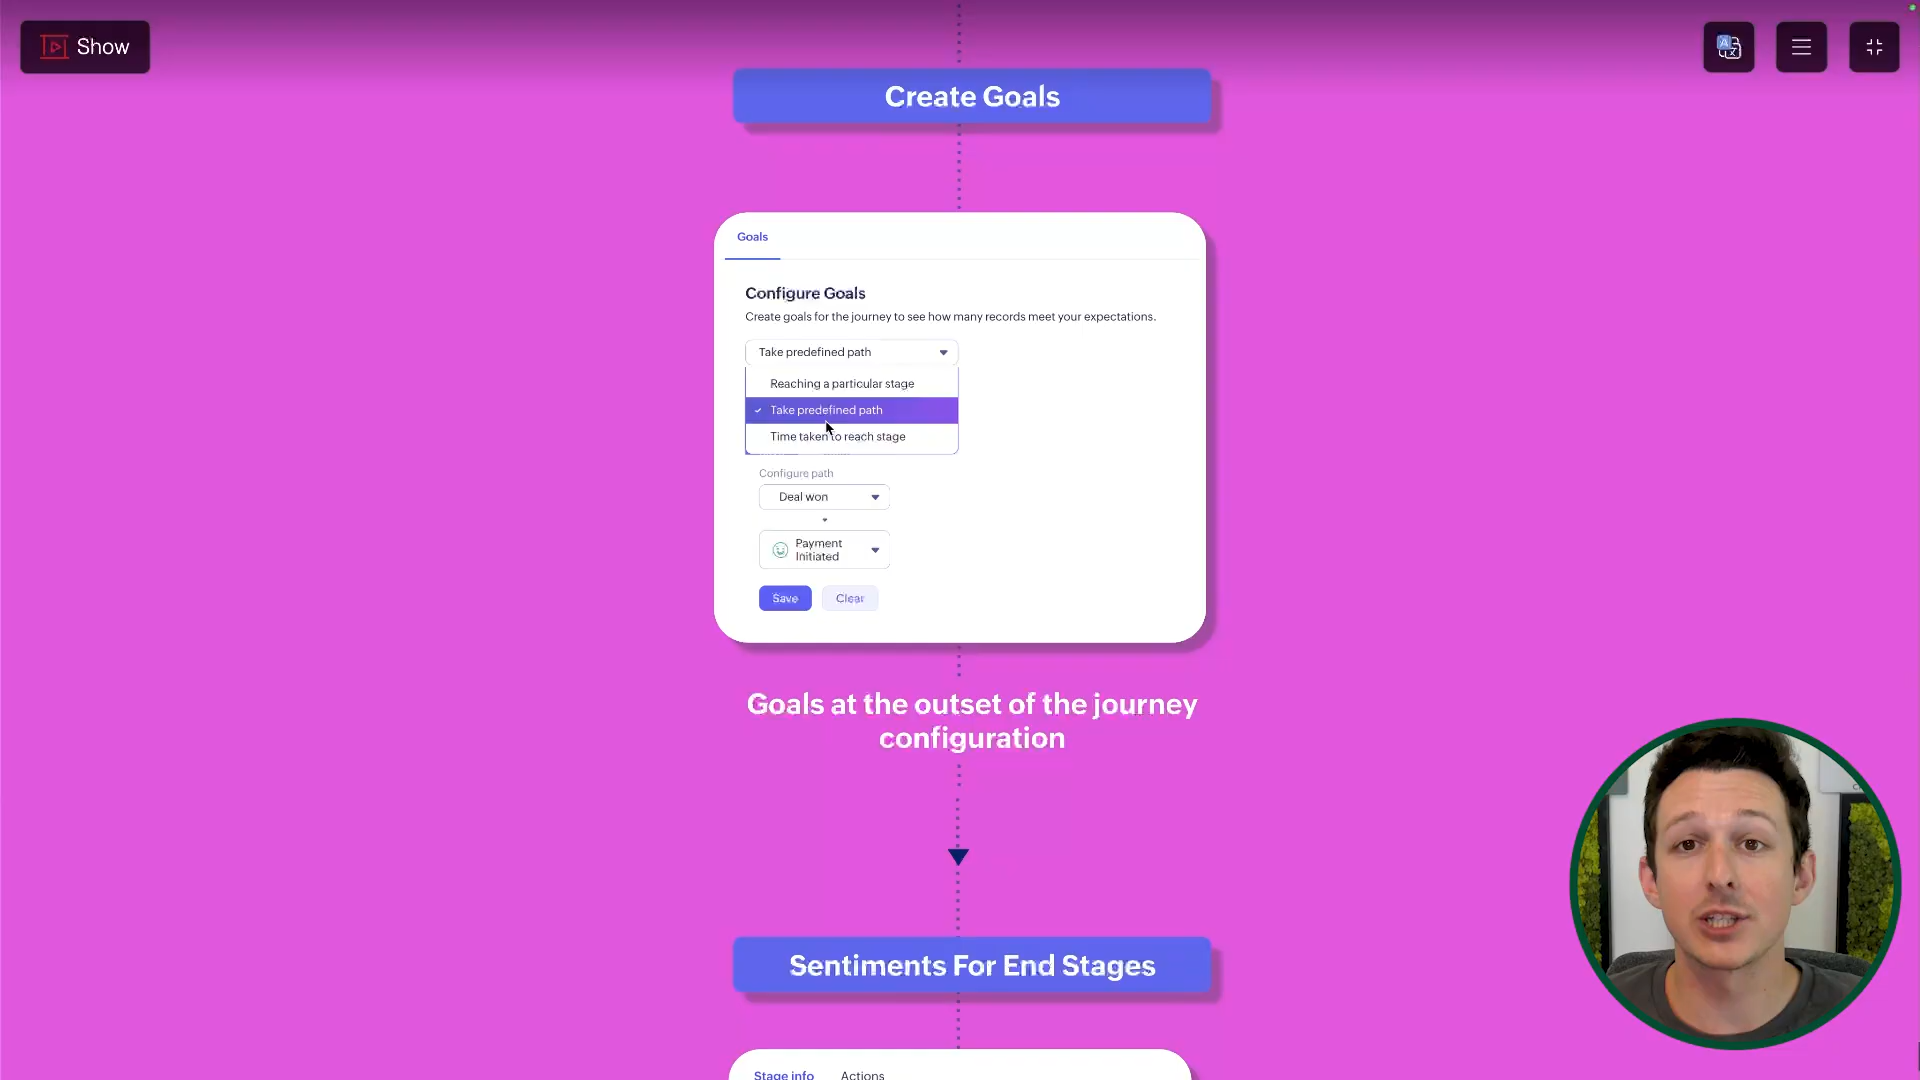 Show
Create Goals
Goals
Configure Goals
Create goals for the journey to see how many records meet your expectations.
Take predefined path
Reaching a particular stage
Take predefined path
Time taken to reach stage
Configure path
Deal won
Payment
Initiated
Save
Clear
Goals at the outset of the journey
configuration
Sentiments For End Stages
Stage info
Actions